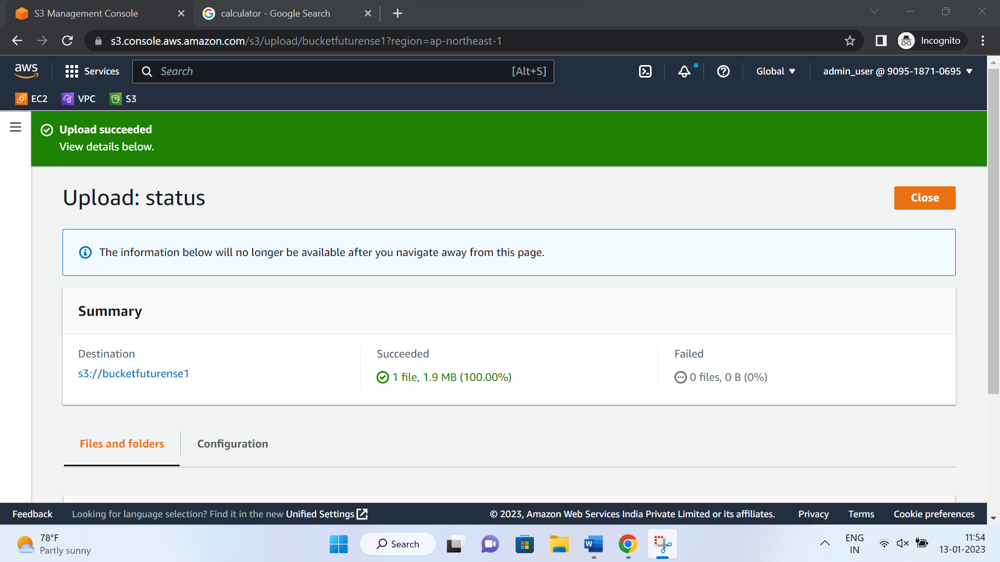 S3 Management Console
calculator - Google Search
s3.console.aws.amazon.com/s3/upload/bucketfuturense1?region=ap-northeast-1
Incognito
aws
Services
Search
[Alt+S]
Global
admin_user @ 9095-1871-0695
EC2
VPC
S3
Upload succeeded
View details below.
Upload: status
Close
The information below will no longer be available after you navigate away from this page.
Summary
Destination
s3://bucketfuturense1
Succeeded
1 file, 1.9 MB (100.00%)
Failed
0 files, 0 B (0%)
Files and folders
Configuration
Feedback
Looking for language selection? Find it in the new Unified Settings
© 2023, Amazon Web Services India Private Limited or its affiliates.
Privacy
Terms
Cookie preferences
78°F
Partly sunny
Search
W
ENG
IN
11:54
13-01-2023